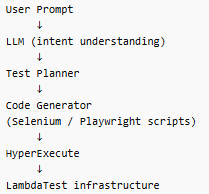 User Prompt
↓
LLM (intent understanding)
↓
Test Planner
↓
Code Generator
(Selenium / Playwright scripts)
↓
HyperExecute
↓
LambdaTest infrastructure